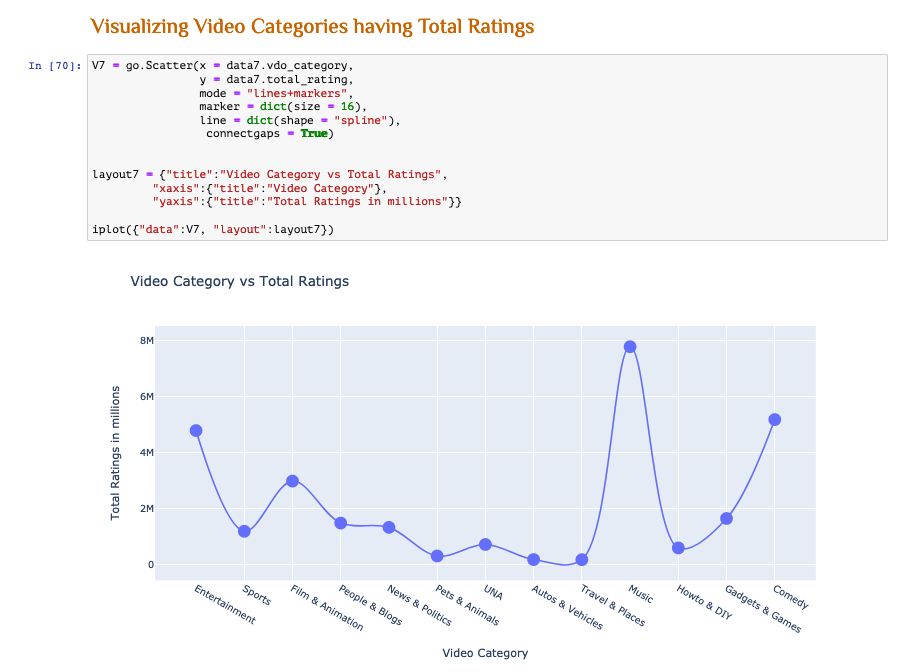 Visualizing Video Categories having Total Ratings
In [70]: V7 = go.Scatter(x = data7.vdo_category,
y = data7.total_rating,
mode = "lines+markers",
marker = dict(size = 16),
line = dict(shape = "spline"),
connectgaps = True)
layout7 = {"title":"Video Category vs Total Ratings",
"xaxis":{"title":"Video Category"},
"yaxis":{"title":"Total Ratings in millions"}}
iplot({"data":V7, "layout":layout7})
Video Category vs Total Ratings
8M
6M
4M
2M
0
Total Ratings in millions
Entertainment
Sports
Film & Animation
People & Blogs
News & Politics
Pets & Animals
UNA
Autos & Vehicles
Travel & Places
Music
Howto & DIY
Gadgets & Games
Comedy
Video Category